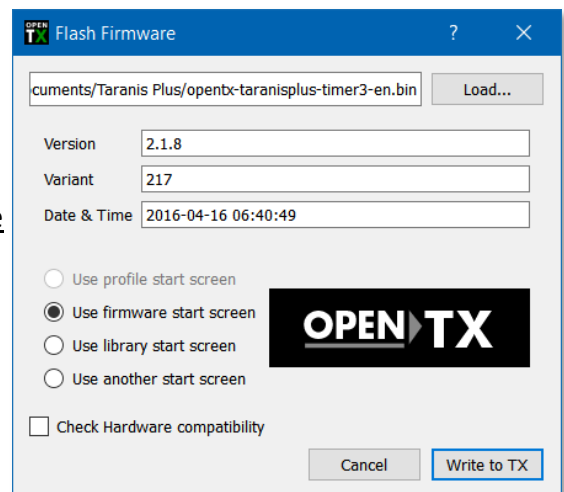 OPEN TX Flash Firmware ? ×
cuments/Taranis Plus/opentx-taranisplus-timer3-en.bin Load...
Version 2.1.8
Variant 217
Date & Time 2016-04-16 06:40:49
Use profile start screen
Use firmware start screen
OPEN TX
Use library start screen
Use another start screen
Check Hardware compatibility
Cancel Write to TX